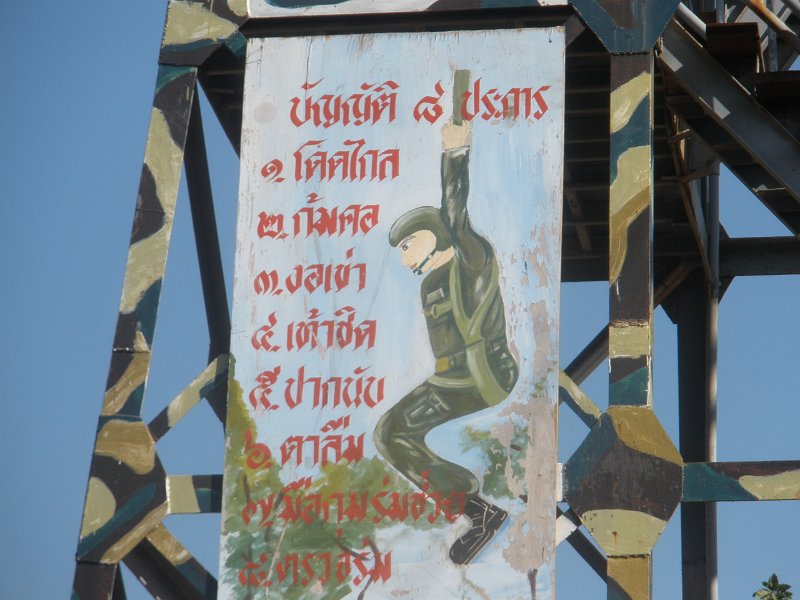 บัญญัติ ๘ ประการ
๑. โดดไกล
๒. ก้มคอ
๓. งอเข่า
๔. เท้าชิด
๕. ปากนับ
๖. ตาลืม
๗. มือกุมร่มช่วย
๘. ตรวจร่ม